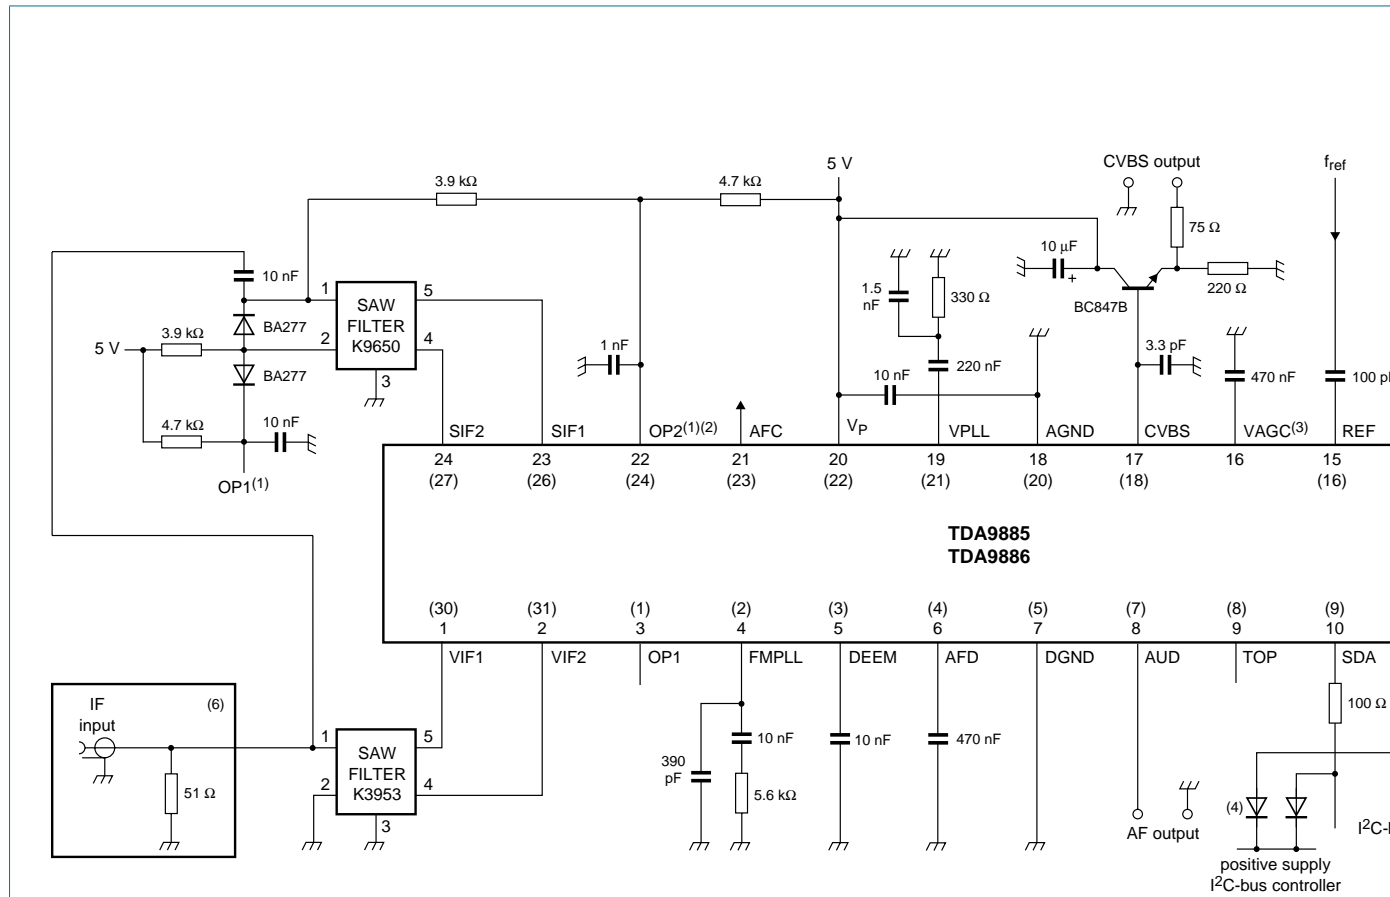 5 V
CVBS output
fref
3.9 kΩ
4.7 kΩ
75 Ω
10 µF
+
10 nF
1
5
SAW
FILTER
K9650
1.5
nF
330 Ω
220 Ω
BA277
BC847B
3.9 kΩ
5 V
2
4
1 nF
3.3 pF
BA277
3
10 nF
220 nF
470 nF
100 p
4.7 kΩ
10 nF
SIF2
SIF1
OP2(1)(2)
AFC
VP
VPLL
AGND
CVBS
VAGC(3)
REF
24
23
22
21
20
19
18
17
16
15
(27)
(26)
(24)
(23)
(22)
(21)
(20)
(18)
(16)
OP1(1)
TDA9885
TDA9886
(30)
(31)
(1)
(2)
(3)
(4)
(5)
(7)
(8)
(9)
1
2
3
4
5
6
7
8
9
10
VIF1
VIF2
OP1
FMPLL
DEEM
AFD
DGND
AUD
TOP
SDA
IF
input
(6)
100 Ω
1
5
SAW
FILTER
K3953
10 nF
10 nF
470 nF
390
pF
2
4
51 Ω
5.6 kΩ
(4)
3
AF output
I2C-
positive supply
I2C-bus controller